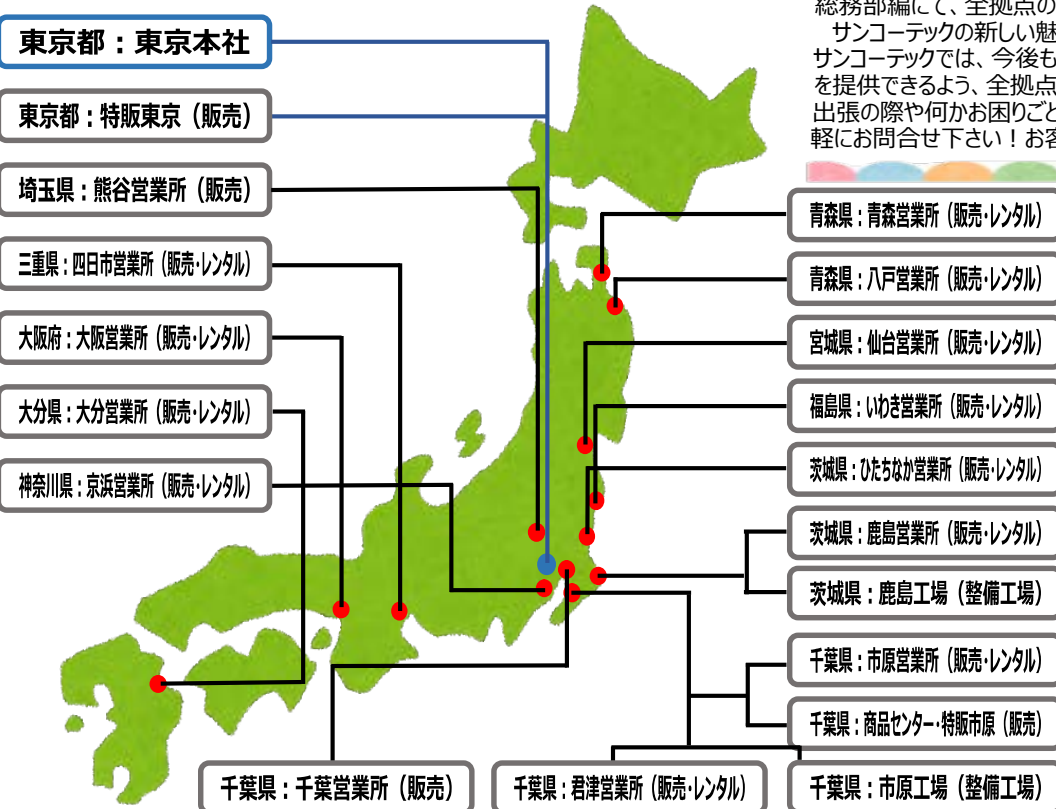 総務部編にて、全拠点の
サンコーテックの新しい魅
サンコーテックでは、今後も
を提供できるよう、全拠点
出張の際や何かお困りごと
軽にお問合せ下さい！お客
東京都：東京本社
東京都：特販東京（販売）
埼玉県：熊谷営業所（販売）
三重県：四日市営業所（販売・レンタル）
大阪府：大阪営業所（販売・レンタル）
大分県：大分営業所（販売・レンタル）
神奈川県：京浜営業所（販売・レンタル）
青森県：青森営業所（販売・レンタル）
青森県：八戸営業所（販売・レンタル）
宮城県：仙台営業所（販売・レンタル）
福島県：いわき営業所（販売・レンタル）
茨城県：ひたちなか営業所（販売・レンタル）
茨城県：鹿島営業所（販売・レンタル）
茨城県：鹿島工場（整備工場）
千葉県：市原営業所（販売・レンタル）
千葉県：商品センター・特販市原（販売）
千葉県：千葉営業所（販売）
千葉県：君津営業所（販売・レンタル）
千葉県：市原工場（整備工場）